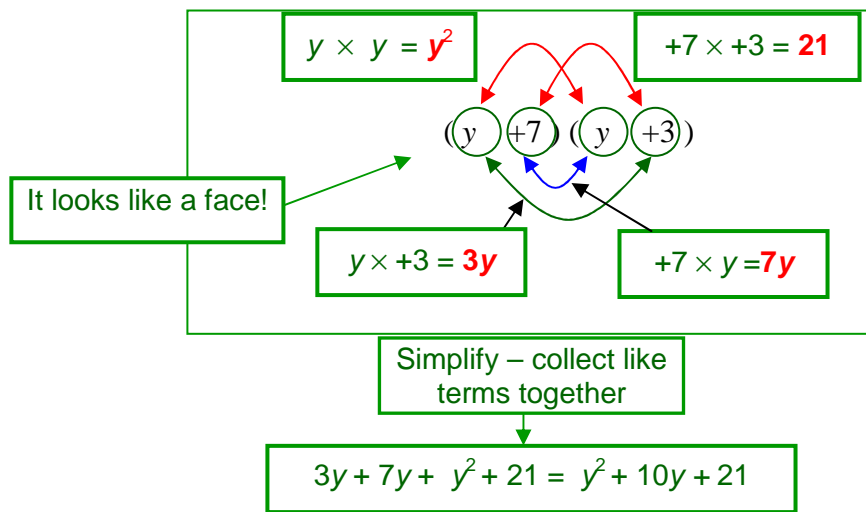 y × y = y²
+7 × +3 = 21
( y +7 ) ( y +3 )
It looks like a face!
y × +3 = 3y
+7 × y =7y
Simplify – collect like
terms together
3y + 7y + y² + 21 = y² + 10y + 21